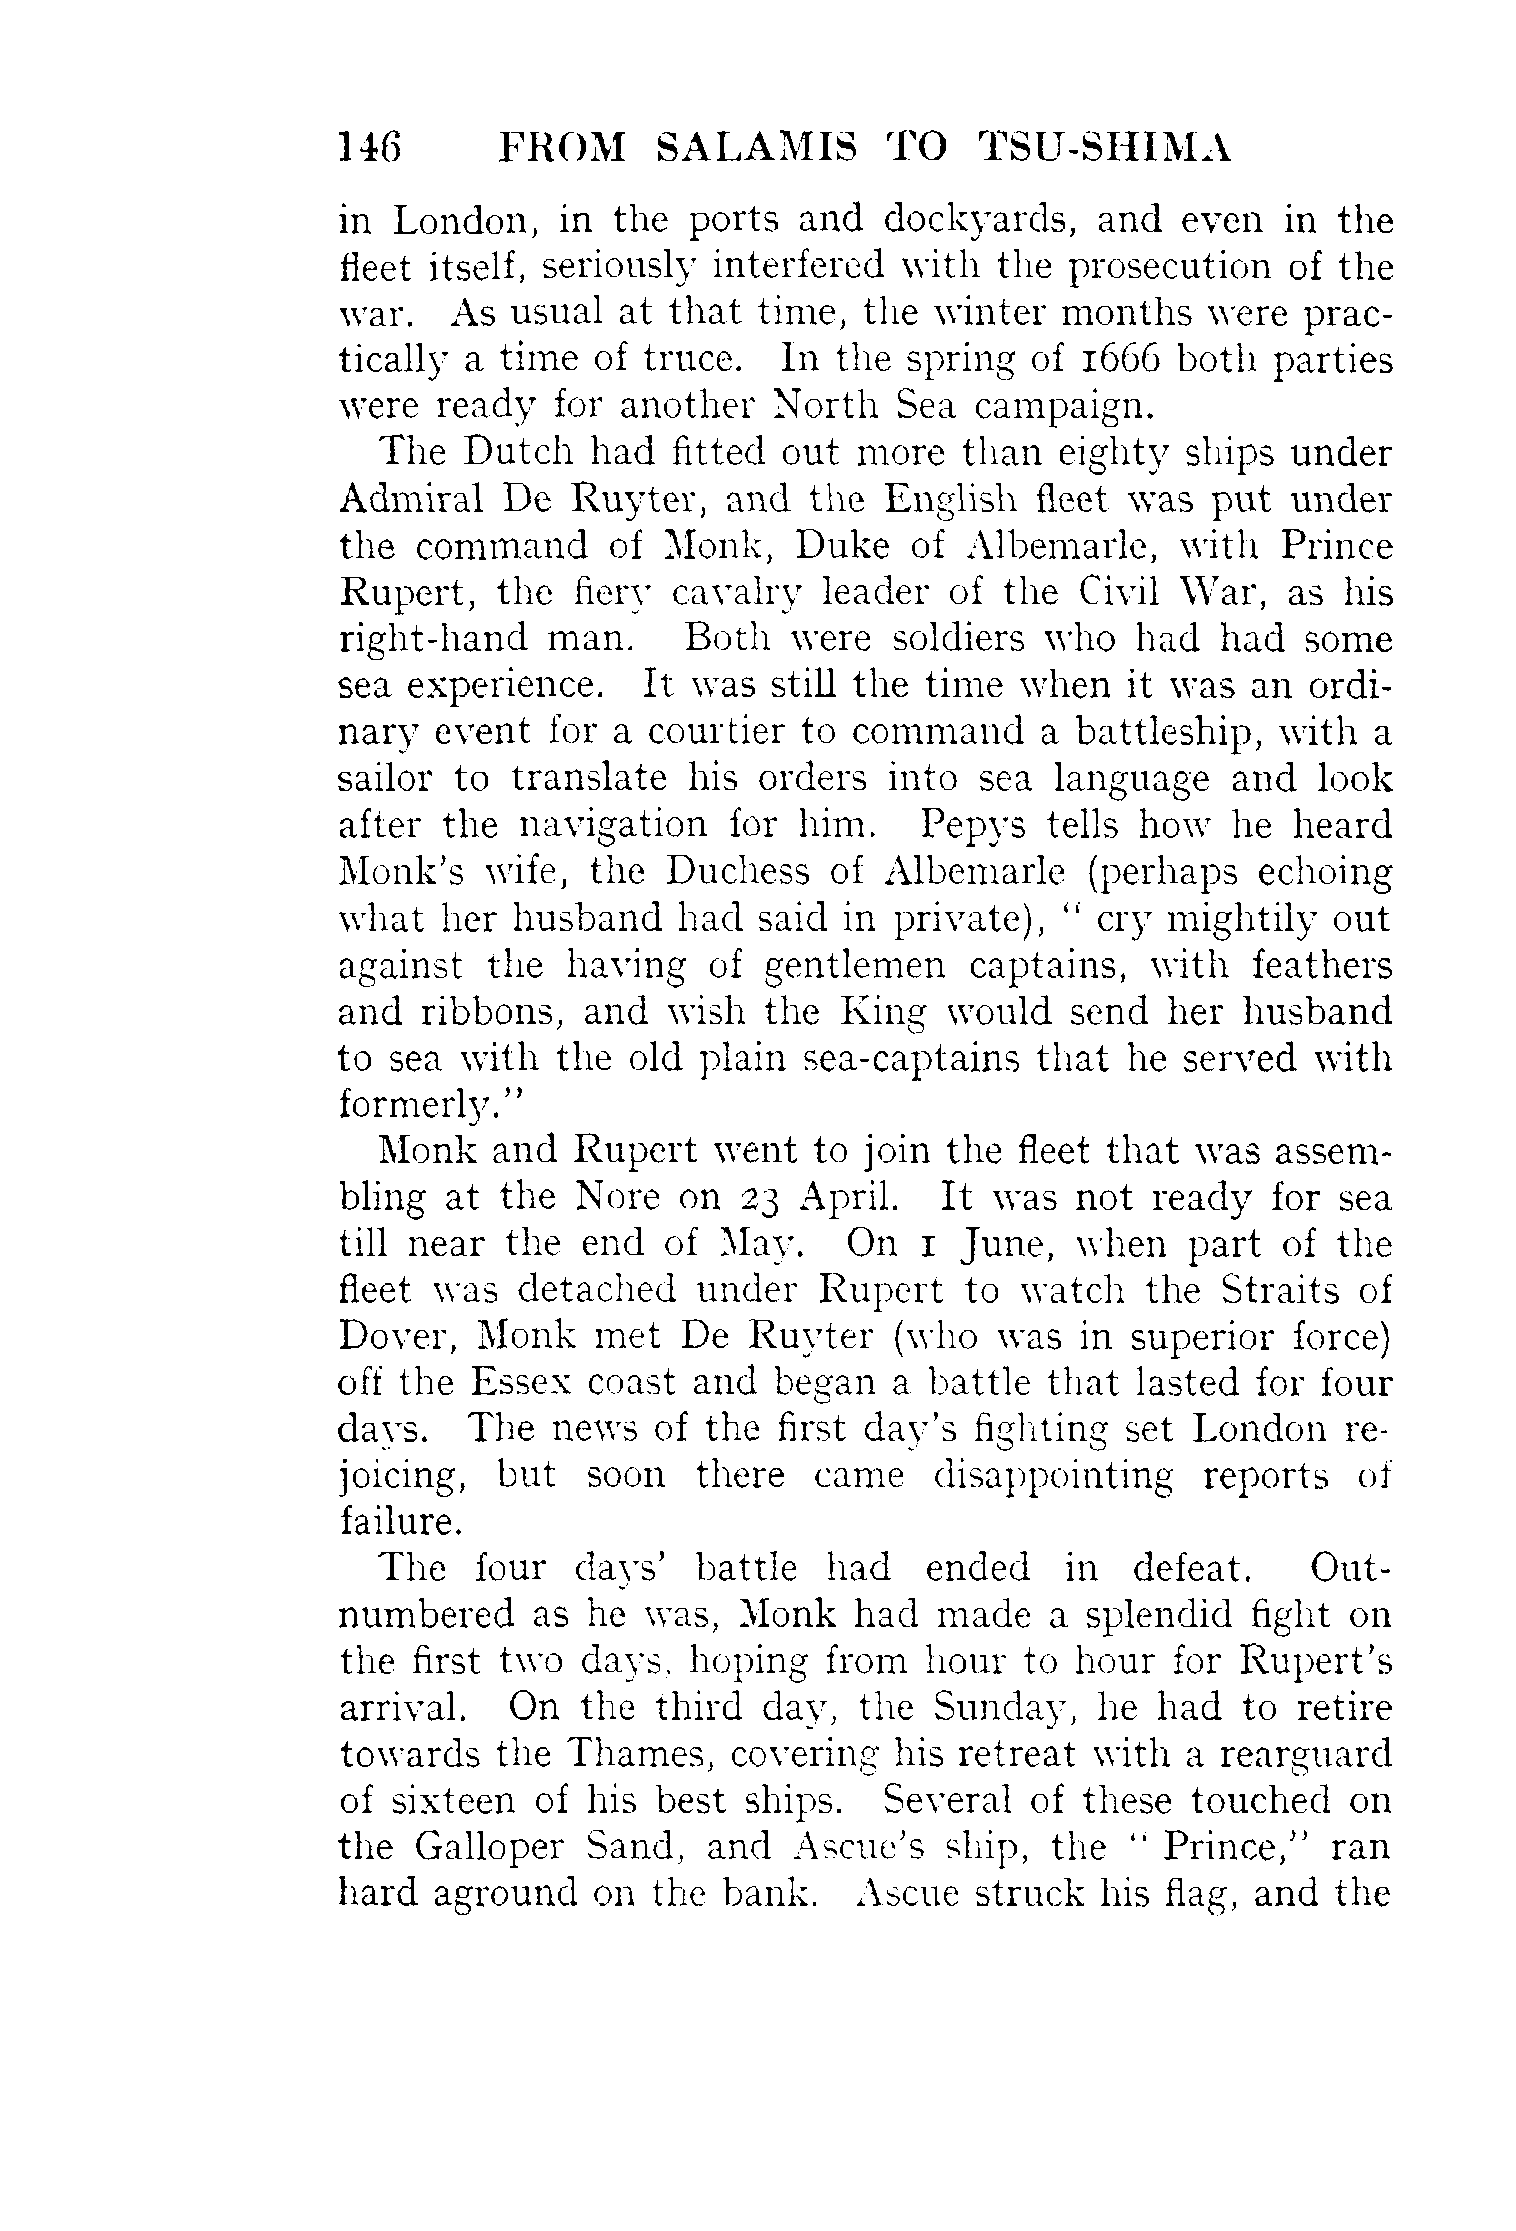 146 FROM SALAMIS TO TSU-SHIMA
in London, in the ports and dockyards, and even in the
fleet itself, seriously interfered with the prosecution of the
war. As usual at that time, the winter months were prac-
tically a time of truce. In the spring of 1666 both parties
were ready for another North Sea campaign.
The Dutch had fitted out more than eighty ships under
Admiral De Ruyter, and the English fleet was put under
the command of Monk, Duke of Albemarle, with Prince
Rupert, the fiery cavalry leader of the Civil War, as his
right-hand man. Both were soldiers who had had some
sea experience. It was still the time when it was an ordi-
nary event for a courtier to command a battleship, with a
sailor to translate his orders into sea language and look
after the navigation for him. Pepys tells how he heard
Monk's wife, the Duchess of Albemarle (perhaps echoing
what her husband had said in private), " cry mightily out
against the having of gentlemen captains, with feathers
and ribbons, and wish the King would send her husband
to sea with the old plain sea-captains that he served with
formerly."
Monk and Rupert went to join the fleet that was assem-
bling at the Nore on 23 April. It was not ready for sea
till near the end of May. On 1 June, when part of the
fleet was detached under Rupert to watch the Straits of
Dover, Monk met De Ruyter (who was in superior force)
off the Essex coast and began a battle that lasted for four
days. The news of the first day's fighting set London re-
joicing, but soon there came disappointing reports of
failure.
The four days' battle had ended in defeat. Out-
numbered as he was, Monk had made a splendid fight on
the first two days, hoping from hour to hour for Rupert's
arrival. On the third day, the Sunday, he had to retire
towards the Thames, covering his retreat with a rearguard
of sixteen of his best ships. Several of these touched on
the Galloper Sand, and Ascue's ship, the " Prince," ran
hard aground on the bank. Ascue struck his flag, and the